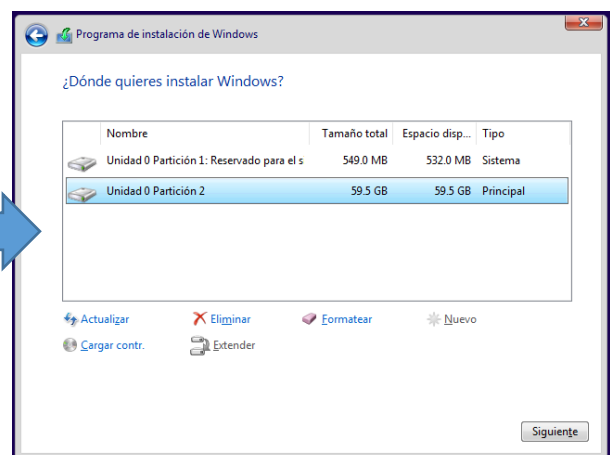 Programa de instalación de Windows
¿Dónde quieres instalar Windows?
Nombre Tamaño total Espacio disp... Tipo
Unidad 0 Partición 1: Reservado para el s 549.0 MB 532.0 MB Sistema
Unidad 0 Partición 2 59.5 GB 59.5 GB Principal
Actualizar Eliminar Formatear Nuevo
Cargar contr. Extender
Siguiente